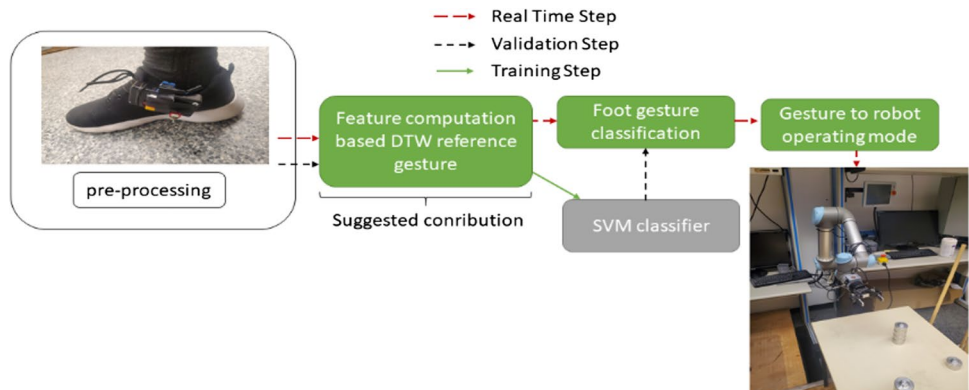 Real Time Step
Validation Step
Training Step
pre-processing
Feature computation
based DTW reference
gesture
Suggested conribution
Foot gesture
classification
SVM classifier
Gesture to robot
operating mode